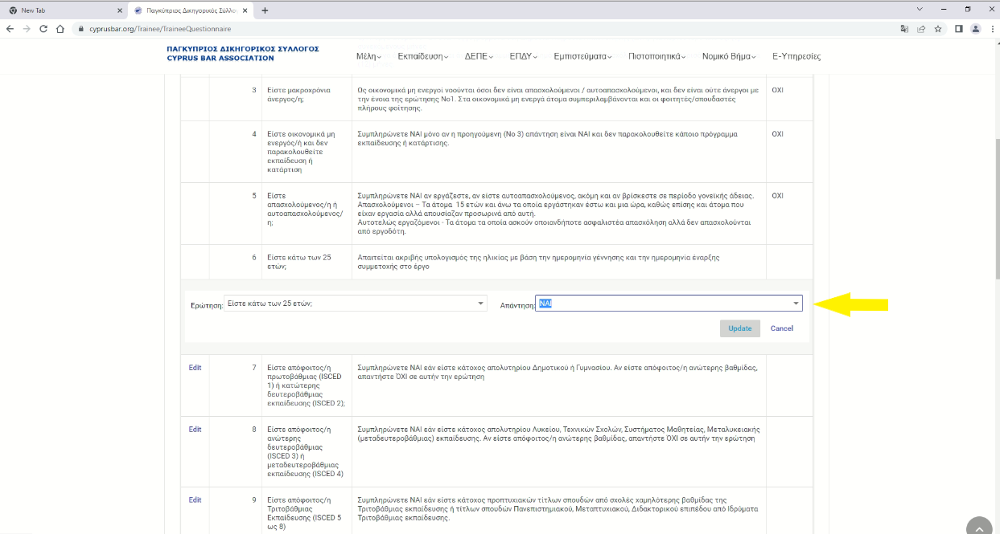 New Tab
Παγκύπριος Δικηγορικός Σύλλο
cyprusbar.org/Trainee/TraineeQuestionnaire
ΠΑΓΚΥΠΡΙΟΣ ΔΙΚΗΓΟΡΙΚΟΣ ΣΥΛΛΟΓΟΣ
CYPRUS BAR ASSOCIATION
Μέλη Εκπαίδευση ΔΕΠΕ ΕΠΔΥ Εμπιστεύματα Πιστοποιητικά Νομικό Βήμα Ε-Υπηρεσίες
3
Είστε μακροχρόνια
άνεργος/η;
Ως οικονομικά μη ενεργοί νοούνται όσοι δεν είναι απασχολούμενοι / αυτοαπασχολούμενοι, και δεν είναι ούτε άνεργοι με
την έννοια της ερώτησης Νο1. Στα οικονομικά μη ενεργά άτομα συμπεριλαμβάνονται και οι φοιτητές/σπουδαστές
πλήρους φοίτησης.
ΟΧΙ
4
Είστε οικονομικά μη
ενεργός/ή και δεν
παρακολουθείτε
εκπαίδευση ή
κατάρτιση
Συμπληρώνετε ΝΑΙ μόνο αν η προηγούμενη (Νο 3) απάντηση είναι ΝΑΙ και δεν παρακολουθείτε κάποιο πρόγραμμα
εκπαίδευσης ή κατάρτισης.
ΟΧΙ
5
Είστε
απασχολούμενος/η ή
αυτοαπασχολούμενος/
η;
Συμπληρώνετε ΝΑΙ αν εργάζεστε, αν είστε αυτοαπασχολούμενος, ακόμη και αν βρίσκεστε σε περίοδο γονεϊκής άδειας.
Απασχολούμενοι – Τα άτομα 15 ετών και άνω τα οποία εργάστηκαν έστω και μια ώρα, καθώς επίσης και άτομα που
είχαν εργασία αλλά απουσίαζαν προσωρινά από αυτή.
Αυτοτελώς εργαζόμενοι - Τα άτομα τα οποία ασκούν οποιανδήποτε ασφαλιστέα απασχόληση αλλά δεν απασχολούνται
από εργοδότη.
ΟΧΙ
6
Είστε κάτω των 25
ετών;
Απαιτείται ακριβής υπολογισμός της ηλικίας με βάση την ημερομηνία γέννησης και την ημερομηνία έναρξης
συμμετοχής στο έργο
Ερώτηση: Είστε κάτω των 25 ετών; Απάντηση: ΝΑΙ
Update Cancel
Edit
7
Είστε απόφοιτος/η
πρωτοβάθμιας (ISCED
1) ή κατώτερης
δευτεροβάθμιας
εκπαίδευσης (ISCED 2);
Συμπληρώνετε ΝΑΙ εάν είστε κάτοχος απολυτηρίου Δημοτικού ή Γυμνασίου. Αν είστε απόφοιτος/η ανώτερης βαθμίδας,
απαντήστε ΌΧΙ σε αυτήν την ερώτηση
Edit
8
Είστε απόφοιτος/η
ανώτερης
δευτεροβάθμιας
(ISCED 3) ή
μεταδευτεροβάθμιας
εκπαίδευσης (ISCED 4)
Συμπληρώνετε ΝΑΙ εάν είστε κάτοχος απολυτηρίου Λυκείου, Τεχνικών Σχολών, Συστήματος Μαθητείας, Μεταλυκειακής
(μεταδευτεροβάθμιας) εκπαίδευσης. Αν είστε απόφοιτος/η ανώτερης βαθμίδας, απαντήστε ΌΧΙ σε αυτήν την ερώτηση
Edit
9
Είστε απόφοιτος/η
Τριτοβάθμιας
Εκπαίδευσης (ISCED 5
ως 8)
Συμπληρώνετε ΝΑΙ εάν είστε κάτοχος προπτυχιακών τίτλων σπουδών από σχολές χαμηλότερης βαθμίδας της
Τριτοβάθμιας εκπαίδευσης ή τίτλων σπουδών Πανεπιστημιακού, Μεταπτυχιακού, Διδακτορικού επιπέδου από Ιδρύματα
Τριτοβάθμιας εκπαίδευσης.